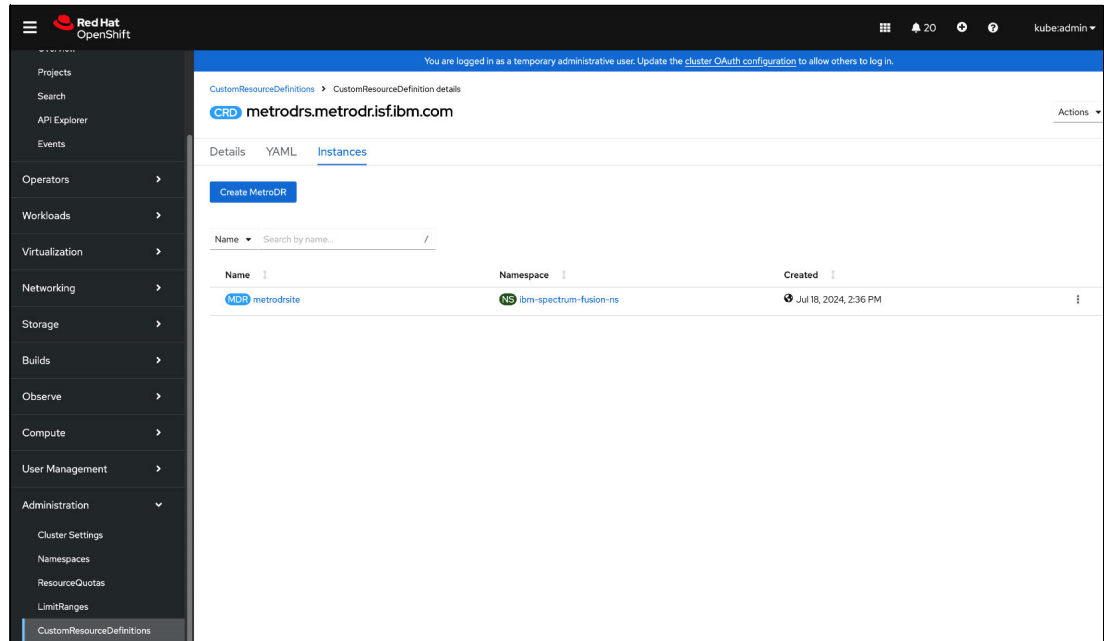 Red Hat
OpenShift
20
kube:admin
Projects
Search
API Explorer
Events
Operators
Workloads
Virtualization
Networking
Storage
Builds
Observe
Compute
User Management
Administration
Cluster Settings
Namespaces
ResourceQuotas
LimitRanges
CustomResourceDefinitions
You are logged in as a temporary administrative user. Update the cluster OAuth configuration to allow others to log in.
CustomResourceDefinitions > CustomResourceDefinition details
CRD metrodrs.metrodr.isf.ibm.com
Actions
Details YAML Instances
Create MetroDR
Name Search by name... /
Name Namespace Created
MDR metrodrsite NS ibm-spectrum-fusion-ns Jul 18, 2024, 2:36 PM